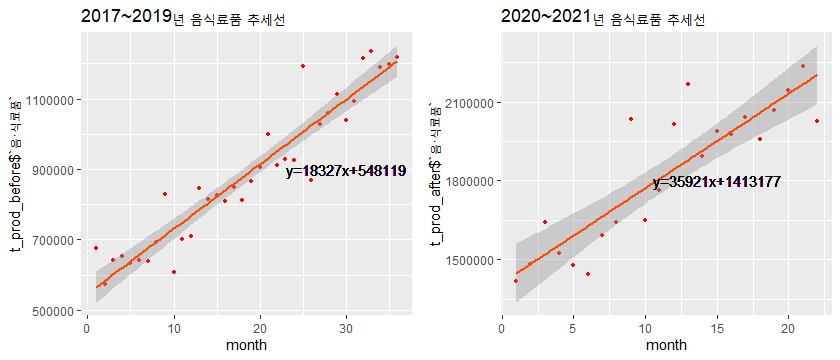 2017~2019년 음식료품 추세선
t_prod_before$`음·식료품`
1100000
900000
700000
500000
y=18327x+548119
0
10
20
30
month
2020~2021년 음식료품 추세선
t_prod_after$`음·식료품`
2100000
1800000
1500000
y=35921x+1413177
0
5
10
15
20
month